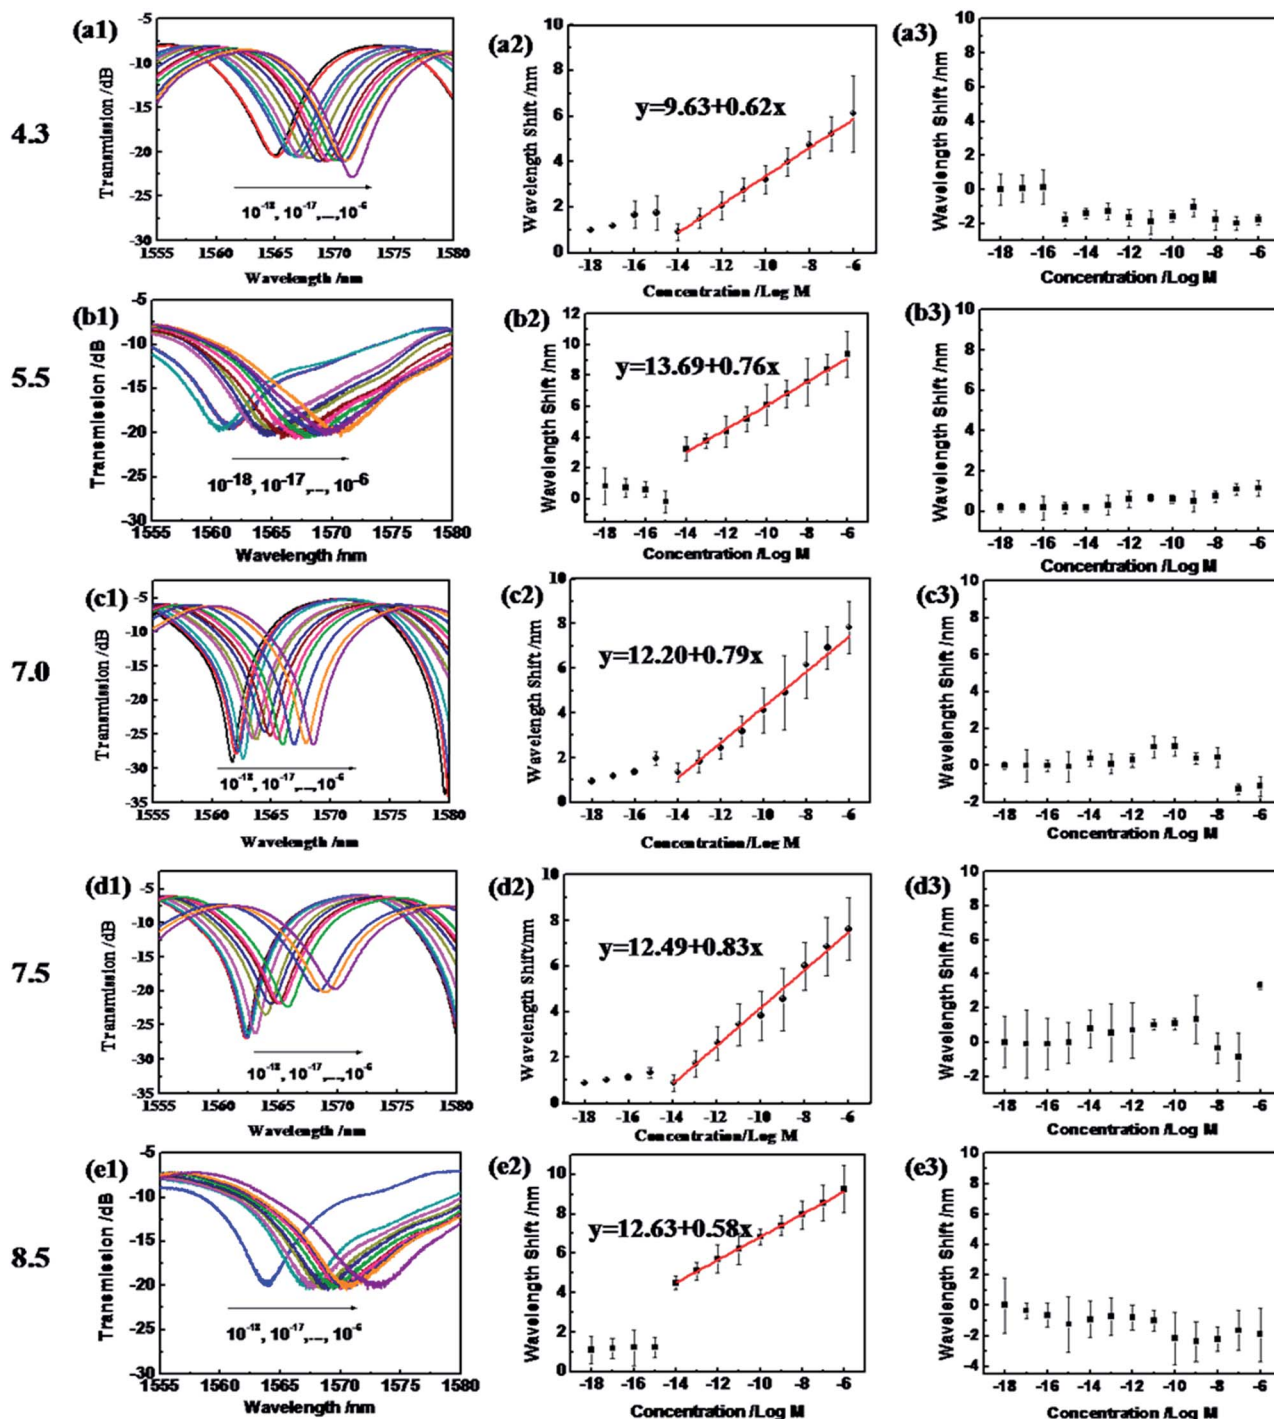 4.3
(a1)
-5
-10
-15
-20
-25
-30
Transmission /dB
10-18, 10-17,..., 10-6
1555 1560 1565 1570 1575 1580
Wavelength /nm
(a2)
10
8
6
4
2
0
Wavelength Shift /nm
y=9.63+0.62x
-18 -16 -14 -12 -10 -8 -6
Concentration /Log M
(a3)
10
8
6
4
2
0
-2
Wavelength Shift /nm
-18 -16 -14 -12 -10 -8 -6
Concentration /Log M
5.5
(b1)
-5
-10
-15
-20
-25
-30
Transmission /dB
10-18, 10-17,..., 10-6
1555 1560 1565 1570 1575 1580
Wavelength /nm
(b2)
12
10
8
6
4
2
0
Wavelength Shift /nm
y=13.69+0.76x
-18 -16 -14 -12 -10 -8 -6
Concentration /Log M
(b3)
10
8
6
4
2
0
Wavelength Shift /nm
-18 -16 -14 -12 -10 -8 -6
Concentration /Log M
7.0
(c1)
-5
-10
-15
-20
-25
-30
-35
Transmission /dB
10-18, 10-17,..., 10-6
1555 1560 1565 1570 1575 1580
Wavelength /nm
(c2)
10
8
6
4
2
0
Wavelength Shift/nm
y=12.20+0.79x
-18 -16 -14 -12 -10 -8 -6
Concentration/Log M
(c3)
10
8
6
4
2
0
-2
Wavelength Shift /nm
-18 -16 -14 -12 -10 -8 -6
Concentration /Log M
7.5
(d1)
-5
-10
-15
-20
-25
-30
-35
Transmission /dB
10-18, 10-17,..., 10-6
1555 1560 1565 1570 1575 1580
Wavelength /nm
(d2)
10
8
6
4
2
0
Wavelength Shift/nm
y=12.49+0.83x
-18 -16 -14 -12 -10 -8 -6
Concentration/Log M
(d3)
10
8
6
4
2
0
-2
Wavelength Shift /nm
-18 -16 -14 -12 -10 -8 -6
Concentration /Log M
8.5
(e1)
-5
-10
-15
-20
-25
-30
Transmission /dB
10-18, 10-17,..., 10-6
1555 1560 1565 1570 1575 1580
Wavelength /nm
(e2)
10
8
6
4
2
0
Wavelength Shift /nm
y=12.63+0.58x
-18 -16 -14 -12 -10 -8 -6
Concentration /Log M
(e3)
10
8
6
4
2
0
-2
-4
Wavelength Shift /nm
-18 -16 -14 -12 -10 -8 -6
Concentration /Log M